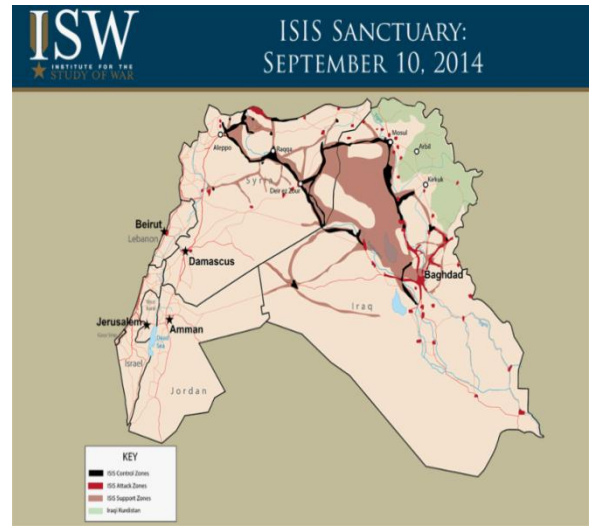 ISW
INSTITUTE FOR THE
STUDY OF WAR
ISIS SANCTUARY:
SEPTEMBER 10, 2014
Aleppo
Raqqa
Mosul
Arbil
Kirkuk
Syria
Deir ez Zour
Beirut
Lebanon
Damascus
Baghdad
Iraq
Jerusalem
Amman
Dead
Sea
Israel
Jordan
KEY
ISIS Control Zones
ISIS Attack Zones
ISIS Support Zones
Iraqi Kurdistan